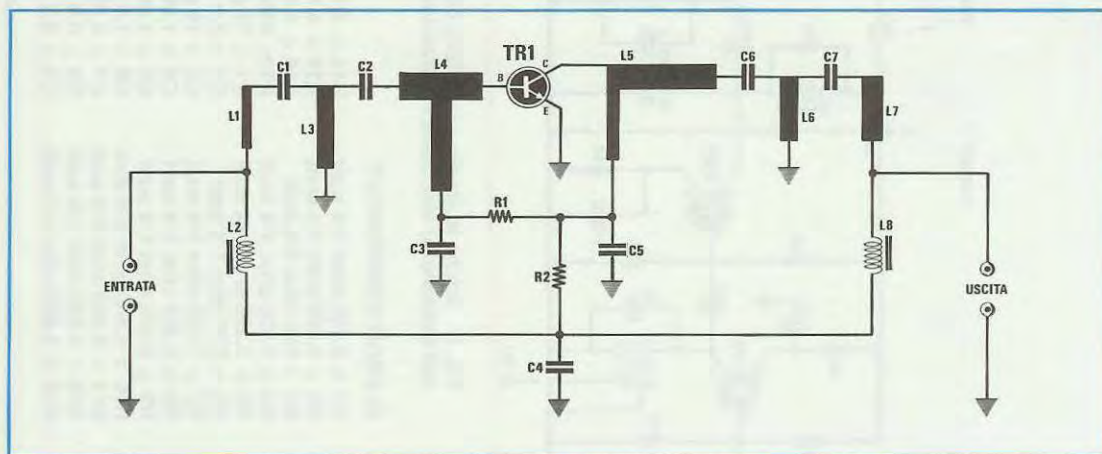 TR1
C1
C2
L4
B
C
E
L5
C6
C7
L1
L3
L6
L7
R1
L2
C3
R2
C5
L8
ENTRATA
USCITA
C4